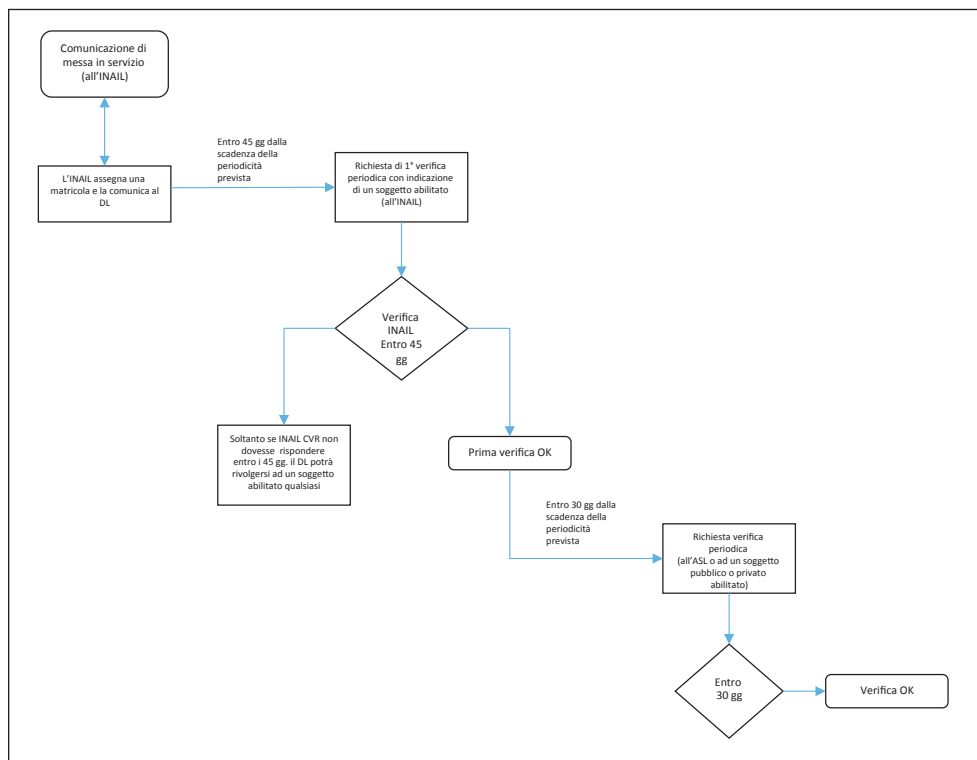 Comunicazione di
messa in servizio
(all'INAIL)
L'INAIL assegna una
matricola e la comunica al
DL
Entro 45 gg dalla
scadenza della
periodicità
prevista
Richiesta di 1° verifica
periodica con indicazione
di un soggetto abilitato
(all'INAIL)
Verifica
INAIL
Entro 45
gg
Soltanto se INAIL CVR non
dovesse rispondere
entro i 45 gg. il DL potrà
rivolgersi ad un soggetto
abilitato qualsiasi
Prima verifica OK
Entro 30 gg dalla
scadenza della
periodicità
prevista
Richiesta verifica
periodica
(all'ASL o ad un soggetto
pubblico o privato
abilitato)
Entro
30 gg
Verifica OK